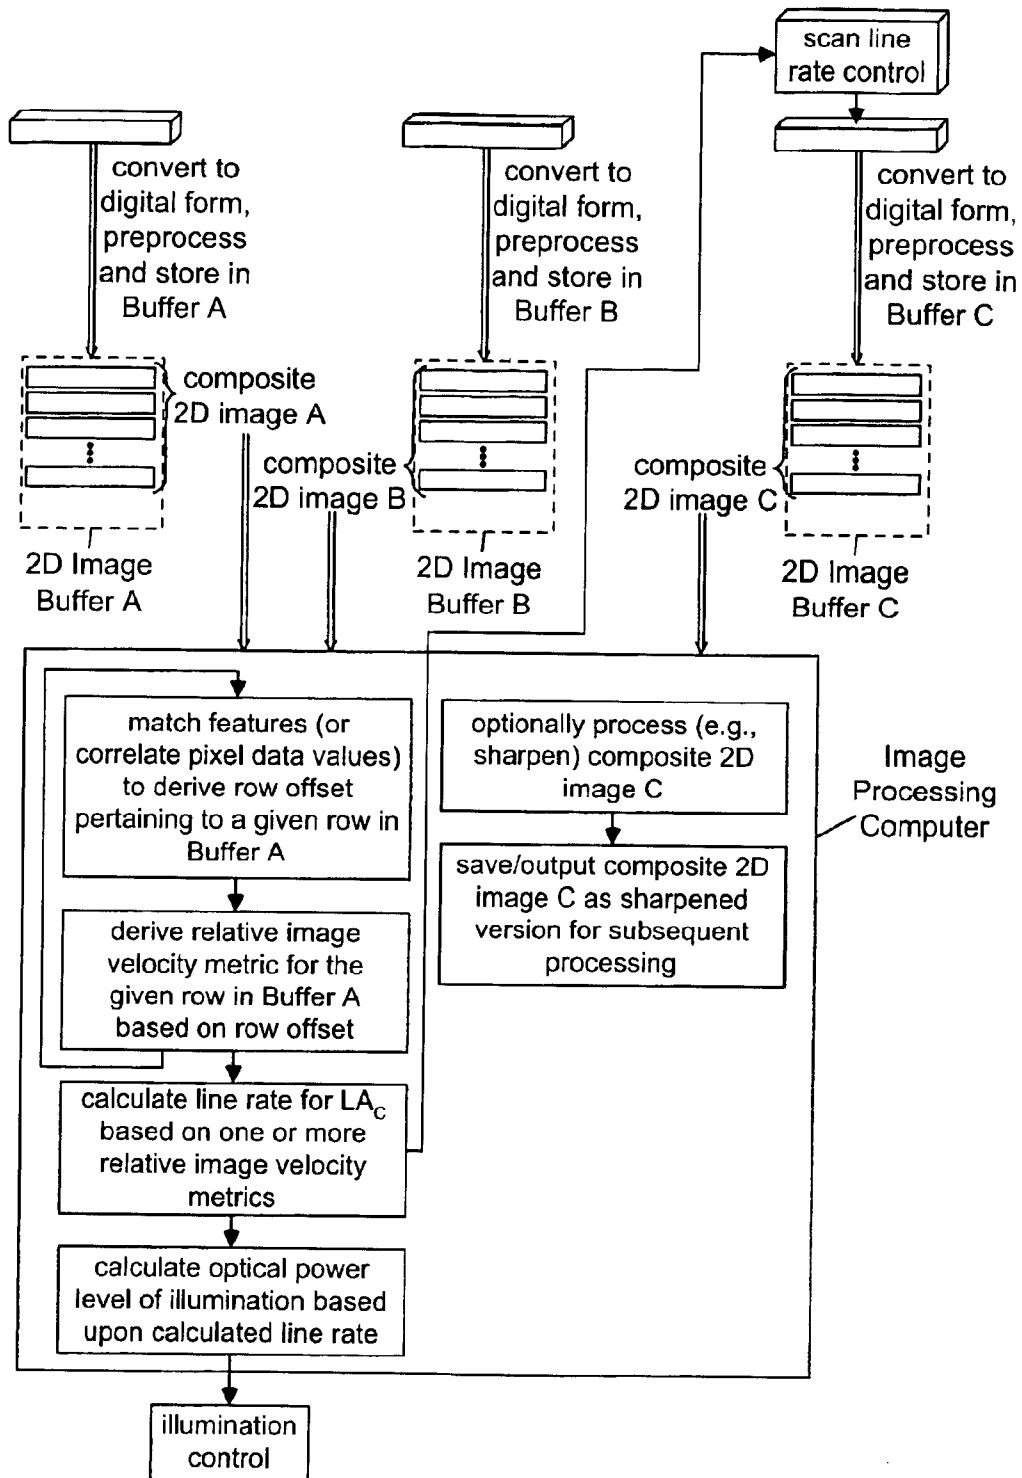 scan line
rate control
convert to
digital form,
preprocess
and store in
Buffer A
convert to
digital form,
preprocess
and store in
Buffer B
convert to
digital form,
preprocess
and store in
Buffer C
composite
2D image A
composite
2D image B
composite
2D image C
2D Image
Buffer A
2D Image
Buffer B
2D Image
Buffer C
match features (or
correlate pixel data values)
to derive row offset
pertaining to a given row in
Buffer A
derive relative image
velocity metric for the
given row in Buffer A
based on row offset
calculate line rate for LAC
based on one or more
relative image velocity
metrics
calculate optical power
level of illumination based
upon calculated line rate
optionally process (e.g.,
sharpen) composite 2D
image C
save/output composite 2D
image C as sharpened
version for subsequent
processing
Image
Processing
Computer
illumination
control